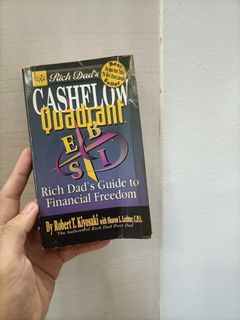 Rich Dad's
CASHFLOW
Quadrant
E B
S I
Rich Dad's Guide to
Financial Freedom
By Robert T. Kiyosaki with Sharon L. Lechter, C.P.A.
The Authors of Rich Dad Poor Dad